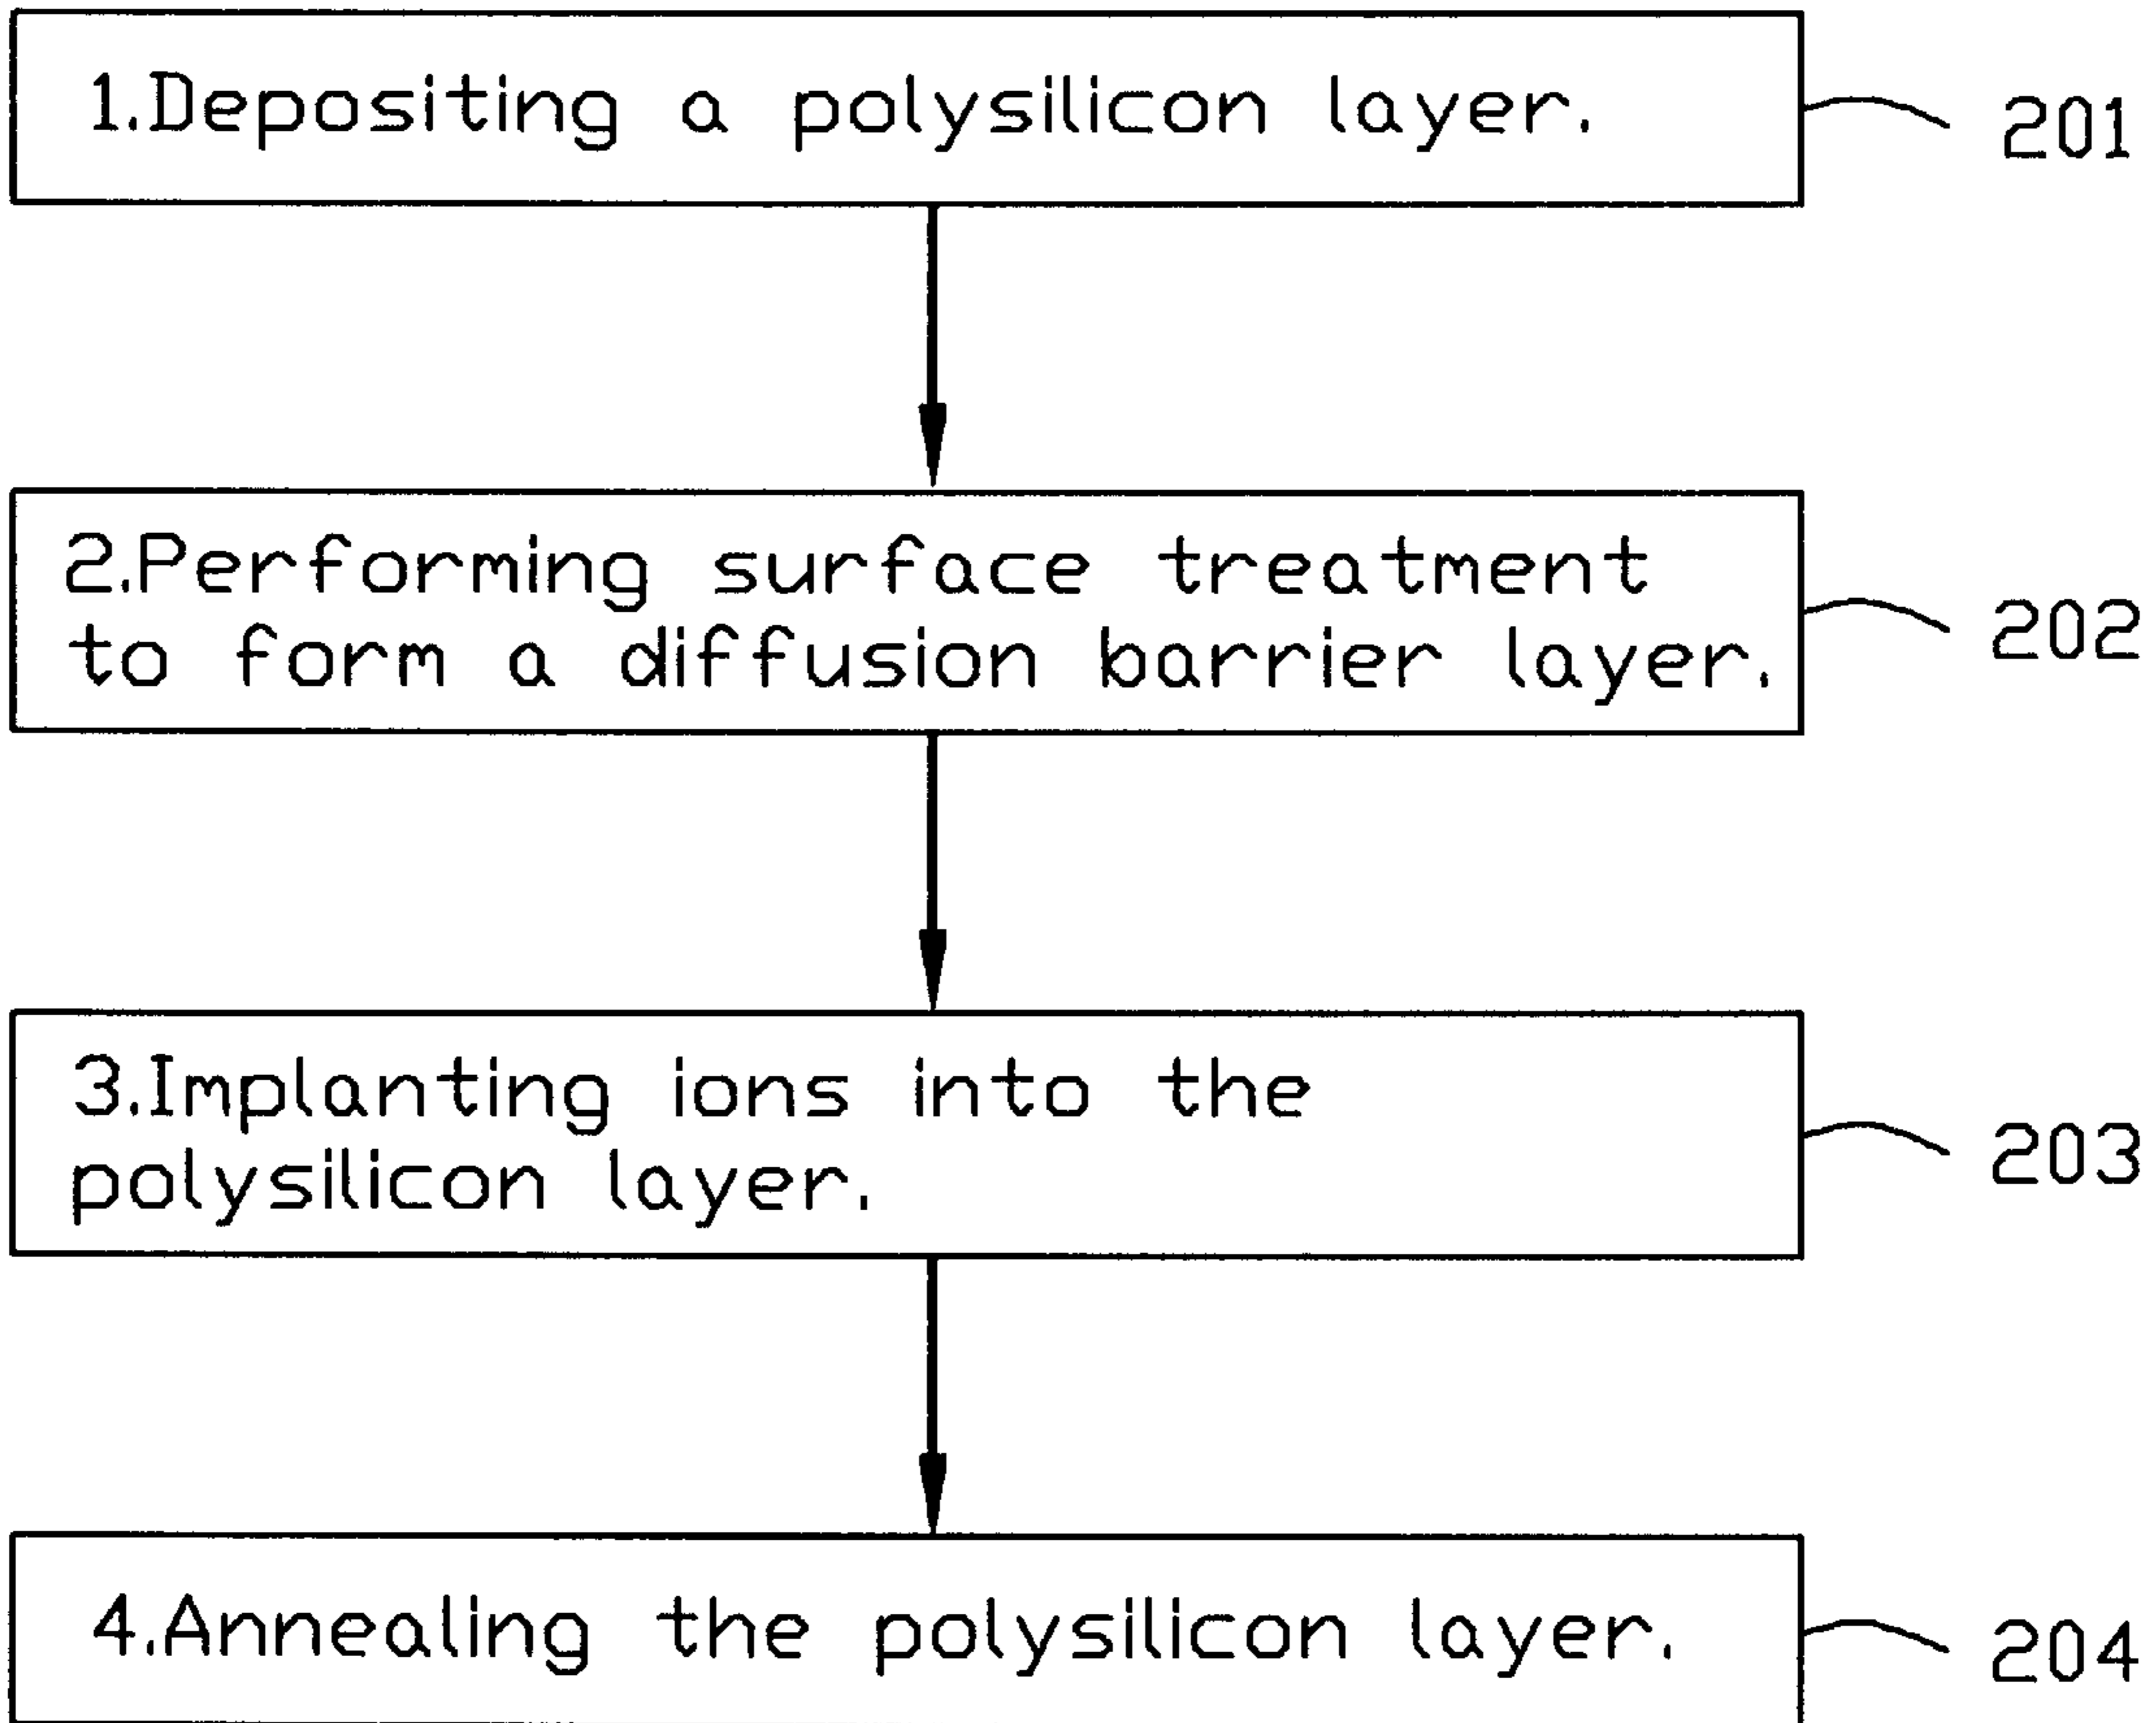 1.Depositing a polysilicon layer.
201
2.Performing surface treatment
to form a diffusion barrier layer.
202
3.Implanting ions into the
polysilicon layer.
203
4.Annealing the polysilicon layer.
204